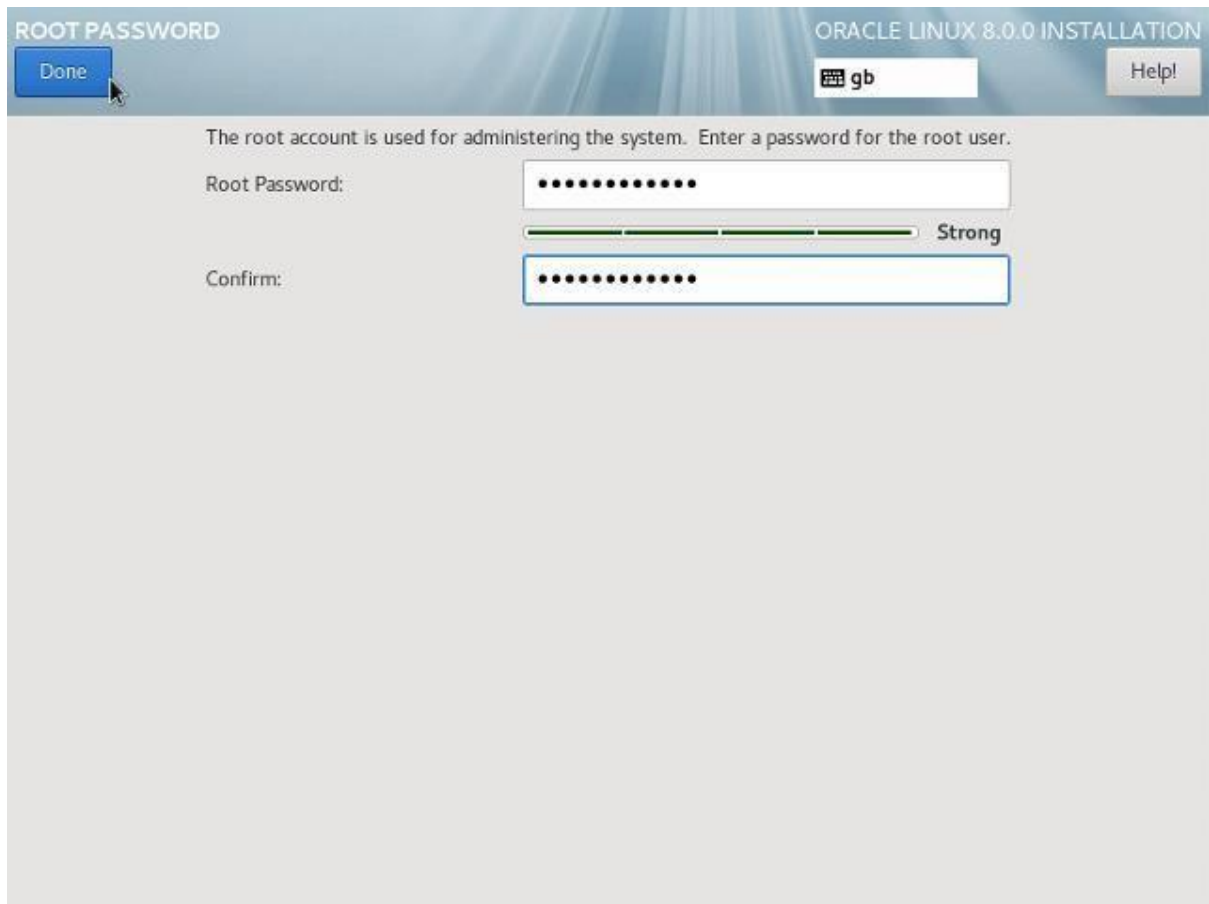 ROOT PASSWORD
ORACLE LINUX 8.0.0 INSTALLATION
Done
gb
Help!
The root account is used for administering the system. Enter a password for the root user.
Root Password:
••••••••••••
Strong
Confirm:
••••••••••••